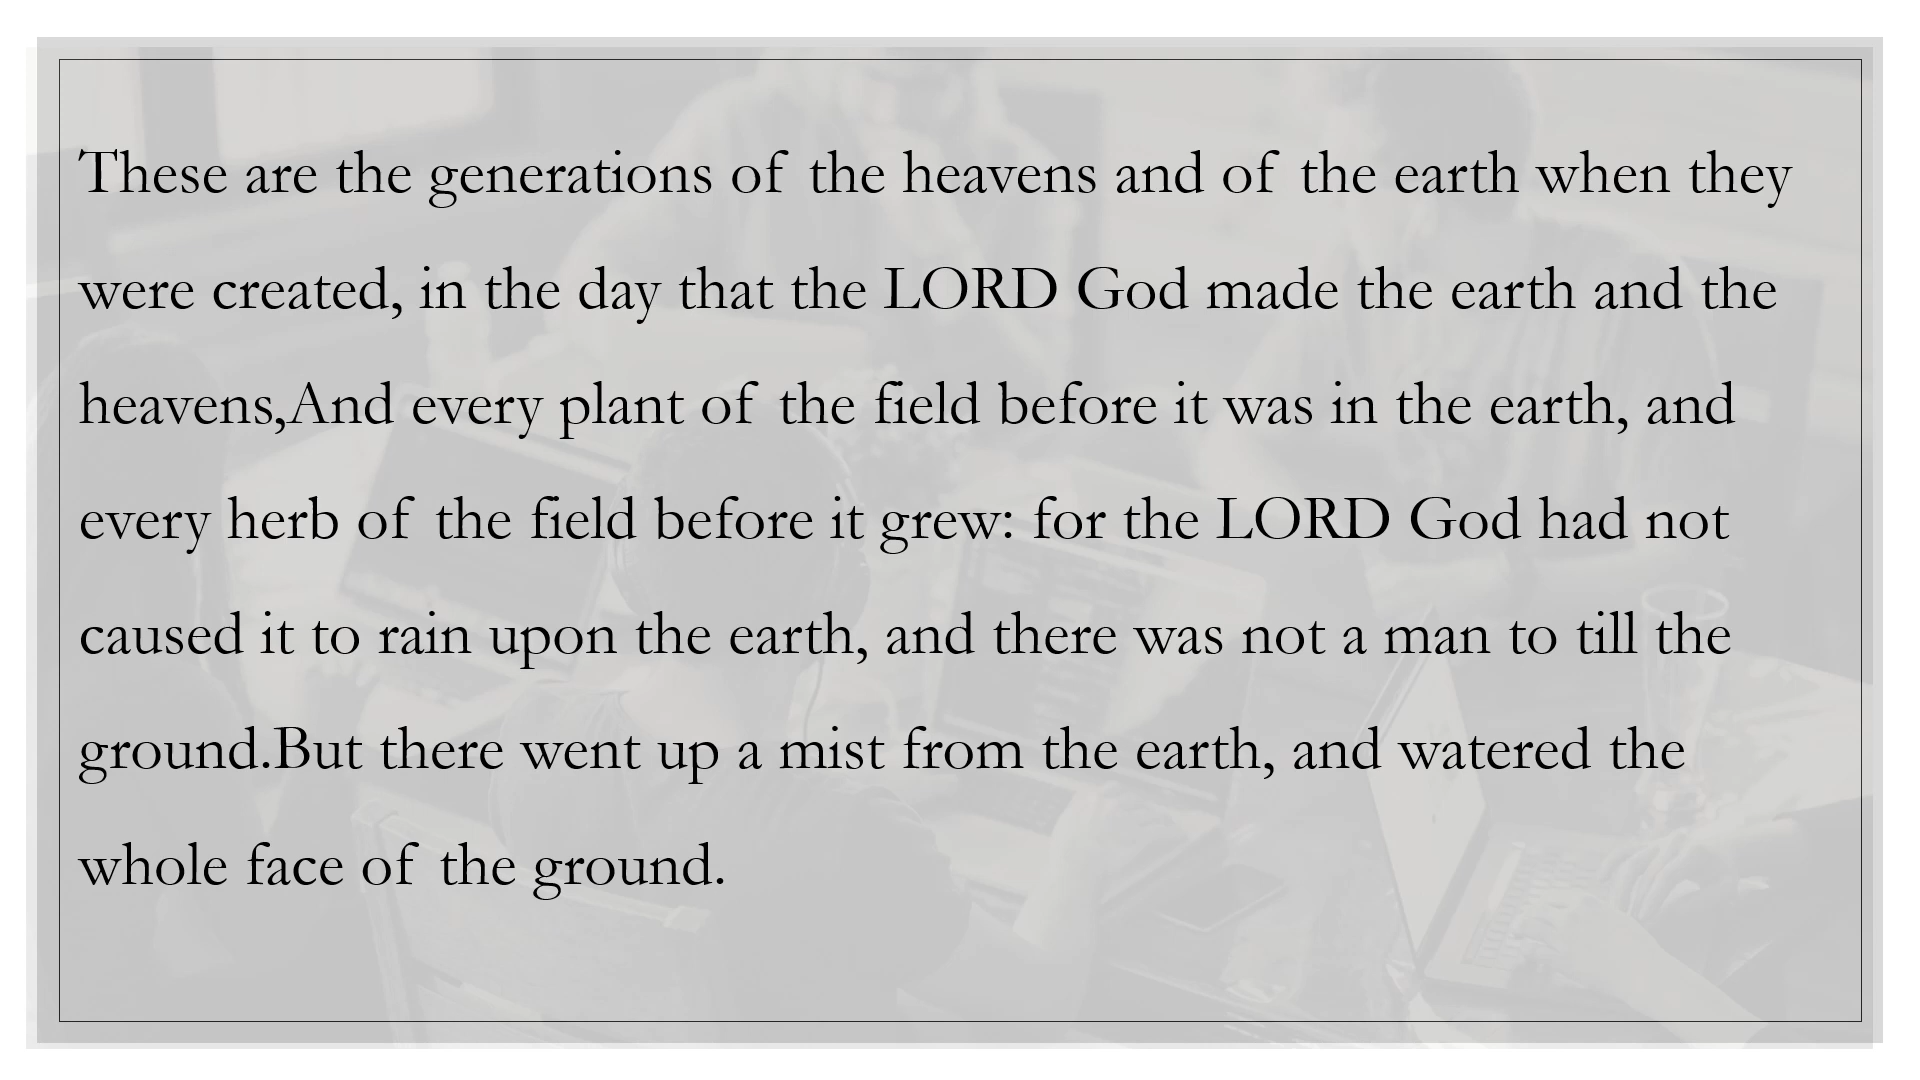 These are the generations of the heavens and of the earth when they
were created, in the day that the LORD God made the earth and the
heavens,And every plant of the field before it was in the earth, and
every herb of the field before it grew: for the LORD God had not
caused it to rain upon the earth, and there was not a man to till the
ground.But there went up a mist from the earth, and watered the
whole face of the ground.